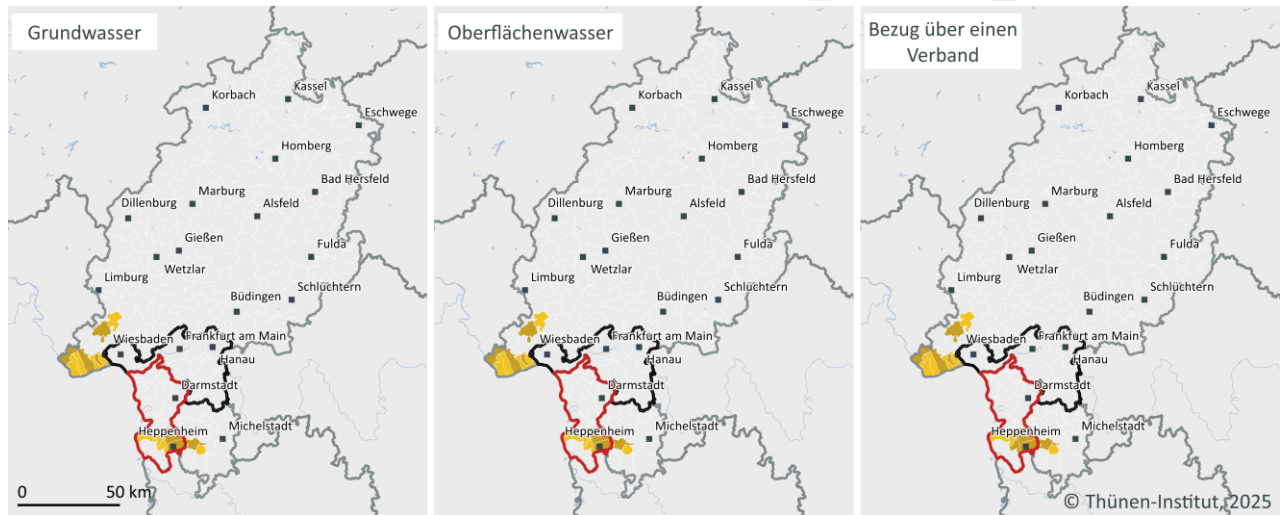 Grundwasser
Kassel
Korbach
Eschwege
Homberg
Bad Hersfeld
Marburg
Dillenburg
Alsfeld
Gießen
Fulda
Wetzlar
Limburg
Schlüchtern
Büdingen
Wiesbaden
Frankfurt am Main
Hanau
Darmstadt
Heppenheim
Michelstadt
0 50 km
Oberflächenwasser
Kassel
Korbach
Eschwege
Homberg
Bad Hersfeld
Marburg
Dillenburg
Alsfeld
Gießen
Fulda
Wetzlar
Limburg
Schlüchtern
Büdingen
Wiesbaden
Frankfurt am Main
Hanau
Darmstadt
Heppenheim
Michelstadt
Bezug über einen
Verband
Kassel
Korbach
Eschwege
Homberg
Bad Hersfeld
Marburg
Dillenburg
Alsfeld
Gießen
Fulda
Wetzlar
Limburg
Schlüchtern
Büdingen
Wiesbaden
Frankfurt am Main
Hanau
Darmstadt
Heppenheim
Michelstadt
© Thünen-Institut, 2025